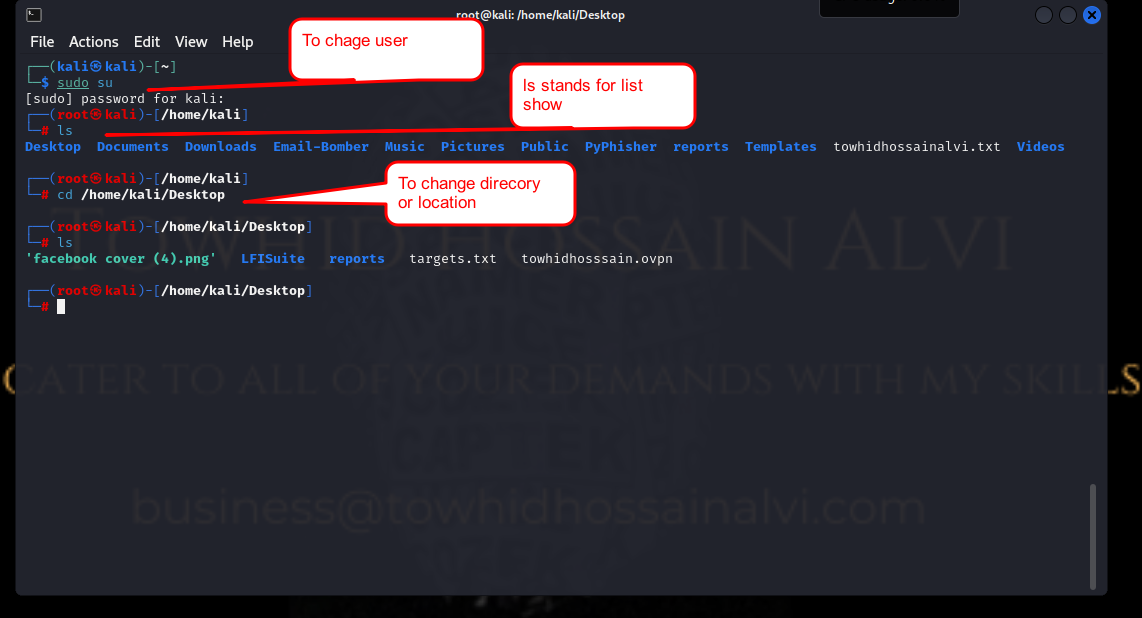 root@kali: /home/kali/Desktop
File Actions Edit View Help
To chage user
┌──(kali㉿kali)-[~]
└─$ sudo su
[sudo] password for kali:
ls stands for list
show
┌──(root㉿kali)-[/home/kali]
└─# ls
Desktop Documents Downloads Email-Bomber Music Pictures Public PyPhisher reports Templates towhidhossainalvi.txt Videos
┌──(root㉿kali)-[/home/kali]
└─# cd /home/kali/Desktop
To change direcory
or location
┌──(root㉿kali)-[/home/kali/Desktop]
└─# ls
'facebook cover (4).png' LFISuite reports targets.txt towhidhosssain.ovpn
┌──(root㉿kali)-[/home/kali/Desktop]
└─#
TOWHID HOSSAIN ALVI
CATER TO ALL OF YOUR DEMANDS WITH MY SKILLS
business@towhidhossainalvi.com